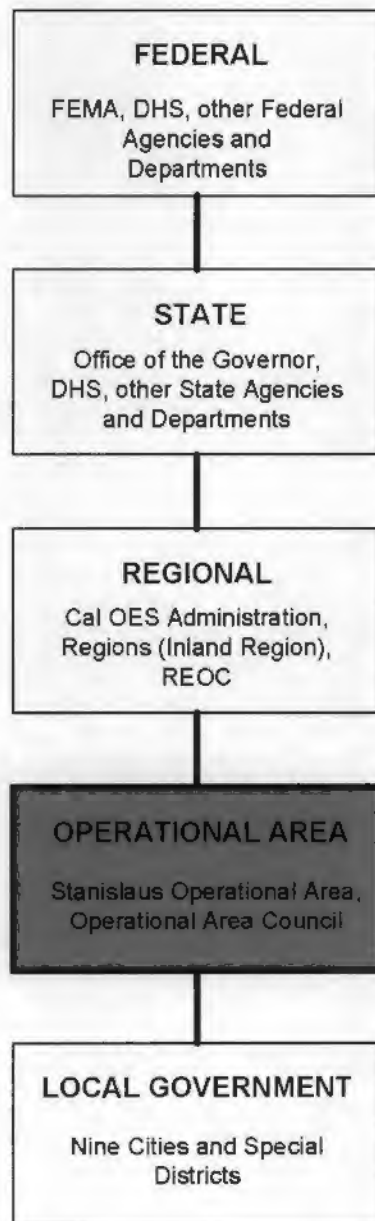 FEDERAL
FEMA, DHS, other Federal
Agencies and
Departments
STATE
Office of the Governor,
DHS, other State Agencies
and Departments
REGIONAL
Cal OES Administration,
Regions (Inland Region),
REOC
OPERATIONAL AREA
Stanislaus Operational Area,
Operational Area Council
LOCAL GOVERNMENT
Nine Cities and Special
Districts